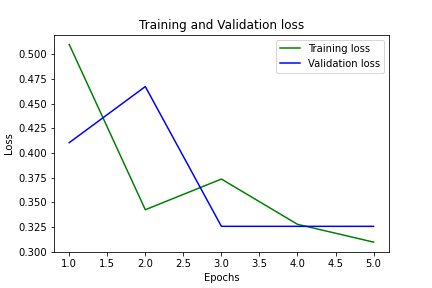 Training and Validation loss
Training loss
Validation loss
0.500
0.475
0.450
0.425
0.400
0.375
0.350
0.325
0.300
Loss
1.0 1.5 2.0 2.5 3.0 3.5 4.0 4.5 5.0
Epochs